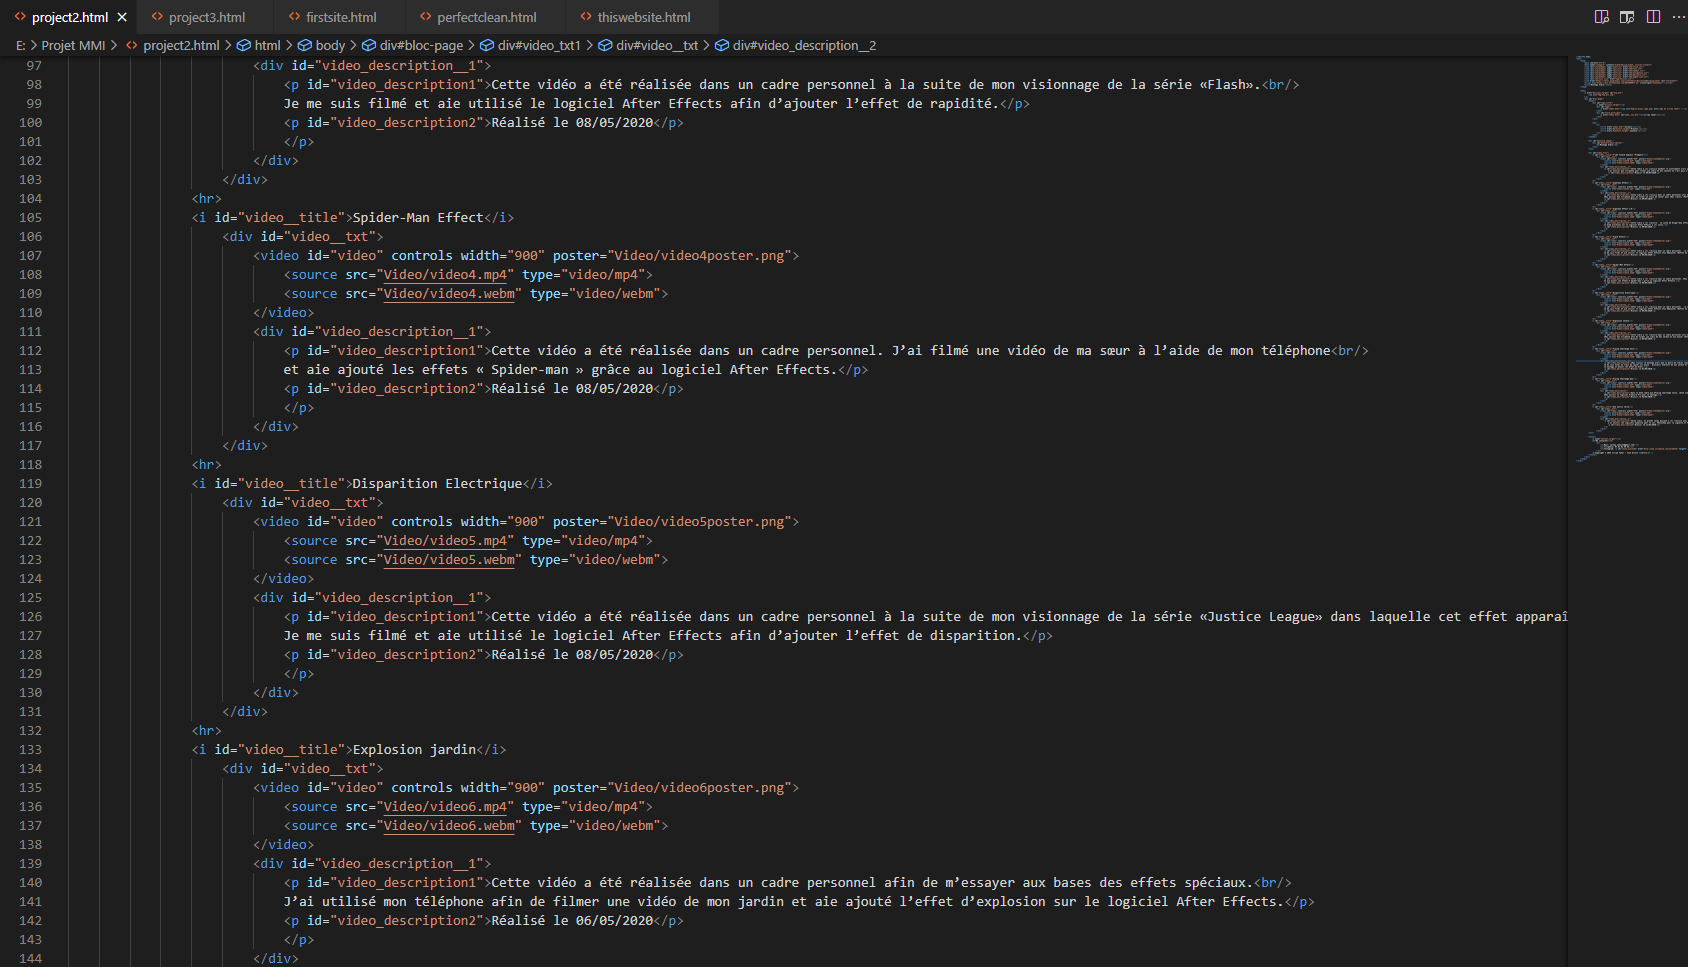 project2.html project3.html firstsite.html perfectclean.html thiswebsite.html
E: > Projet MMI > project2.html > html > body > div#bloc-page > div#video_txt1 > div#video__txt > div#video_description__2
97 <div id="video_description__1">
98 <p id="video_description1">Cette vidéo a été réalisée dans un cadre personnel à la suite de mon visionnage de la série «Flash».<br/>
99 Je me suis filmé et aie utilisé le logiciel After Effects afin d’ajouter l’effet de rapidité.</p>
100 <p id="video_description2">Réalisé le 08/05/2020</p>
101 </p>
102 </div>
103 </div>
104 <hr>
105 <i id="video__title">Spider-Man Effect</i>
106 <div id="video__txt">
107 <video id="video" controls width="900" poster="Video/video4poster.png">
108 <source src="Video/video4.mp4" type="video/mp4">
109 <source src="Video/video4.webm" type="video/webm">
110 </video>
111 <div id="video_description__1">
112 <p id="video_description1">Cette vidéo a été réalisée dans un cadre personnel. J’ai filmé une vidéo de ma sœur à l’aide de mon téléphone<br/>
113 et aie ajouté les effets « Spider-man » grâce au logiciel After Effects.</p>
114 <p id="video_description2">Réalisé le 08/05/2020</p>
115 </p>
116 </div>
117 </div>
118 <hr>
119 <i id="video__title">Disparition Electrique</i>
120 <div id="video__txt">
121 <video id="video" controls width="900" poster="Video/video5poster.png">
122 <source src="Video/video5.mp4" type="video/mp4">
123 <source src="Video/video5.webm" type="video/webm">
124 </video>
125 <div id="video_description__1">
126 <p id="video_description1">Cette vidéo a été réalisée dans un cadre personnel à la suite de mon visionnage de la série «Justice League» dans laquelle cet effet apparaî
127 Je me suis filmé et aie utilisé le logiciel After Effects afin d’ajouter l’effet de disparition.</p>
128 <p id="video_description2">Réalisé le 08/05/2020</p>
129 </p>
130 </div>
131 </div>
132 <hr>
133 <i id="video__title">Explosion jardin</i>
134 <div id="video__txt">
135 <video id="video" controls width="900" poster="Video/video6poster.png">
136 <source src="Video/video6.mp4" type="video/mp4">
137 <source src="Video/video6.webm" type="video/webm">
138 </video>
139 <div id="video_description__1">
140 <p id="video_description1">Cette vidéo a été réalisée dans un cadre personnel afin de m’essayer aux bases des effets spéciaux.<br/>
141 J’ai utilisé mon téléphone afin de filmer une vidéo de mon jardin et aie ajouté l’effet d’explosion sur le logiciel After Effects.</p>
142 <p id="video_description2">Réalisé le 06/05/2020</p>
143 </p>
144 </div>